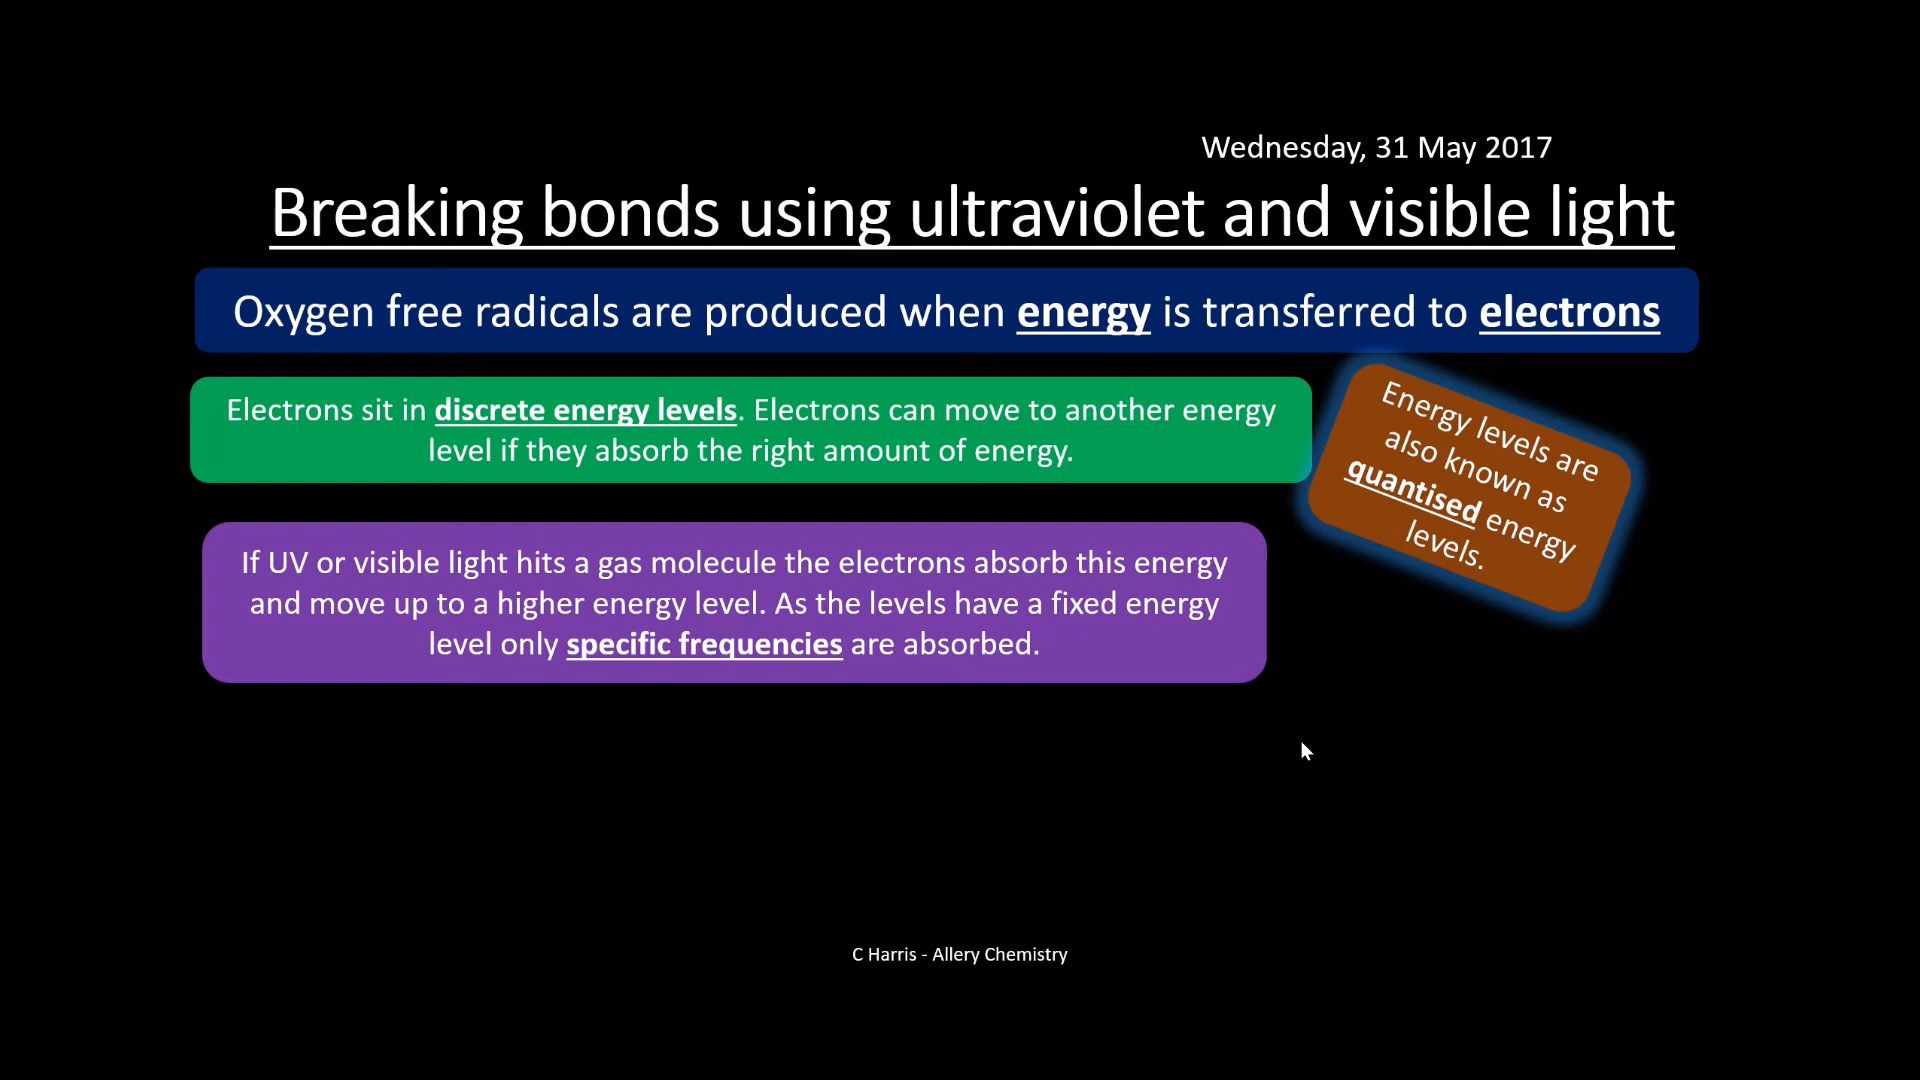 Wednesday, 31 May 2017
Breaking bonds using ultraviolet and visible light
Oxygen free radicals are produced when energy is transferred to electrons
Electrons sit in discrete energy levels. Electrons can move to another energy
level if they absorb the right amount of energy.
Energy levels are
also known as
quantised energy
levels.
If UV or visible light hits a gas molecule the electrons absorb this energy
and move up to a higher energy level. As the levels have a fixed energy
level only specific frequencies are absorbed.
C Harris - Allery Chemistry